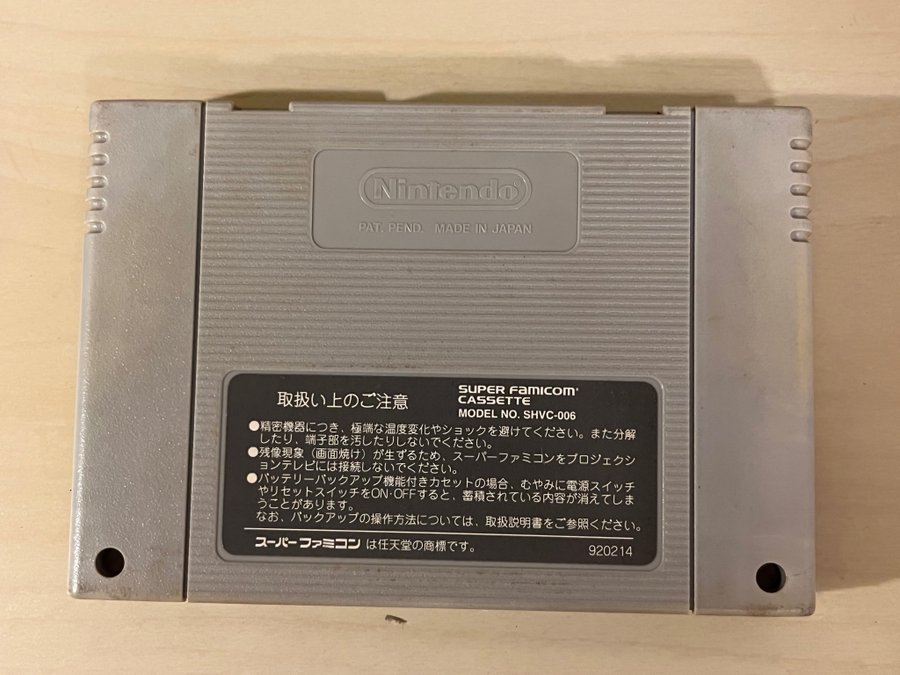 Nintendo®
PAT. PEND. MADE IN JAPAN
取扱い上のご注意
SUPER FAMICOM®
CASSETTE
MODEL NO. SHVC-006
●精密機器につき、極端な温度変化やショックを避けてください。また分解
したり、端子部を汚したりしないでください。
●残像現象(画面焼け)が生ずるため、スーパーファミコンをプロジェクシ
ョンテレビには接続しないでください。
●バッテリーバックアップ機能付きカセットの場合、むやみに電源スイッチ
やリセットスイッチをON・OFFすると、蓄積されている内容が消えてしま
うことがあります。
なお、バックアップの操作方法については、取扱説明書をご参照ください。
スーパーファミコン は任天堂の商標です。
920214